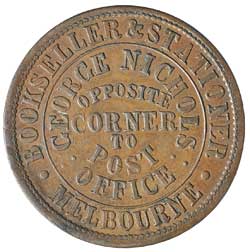 BOOKSELLER & STATIONER
MELBOURNE
GEORGE NICHOLS
OPPOSITE
CORNER
TO
POST
OFFICE